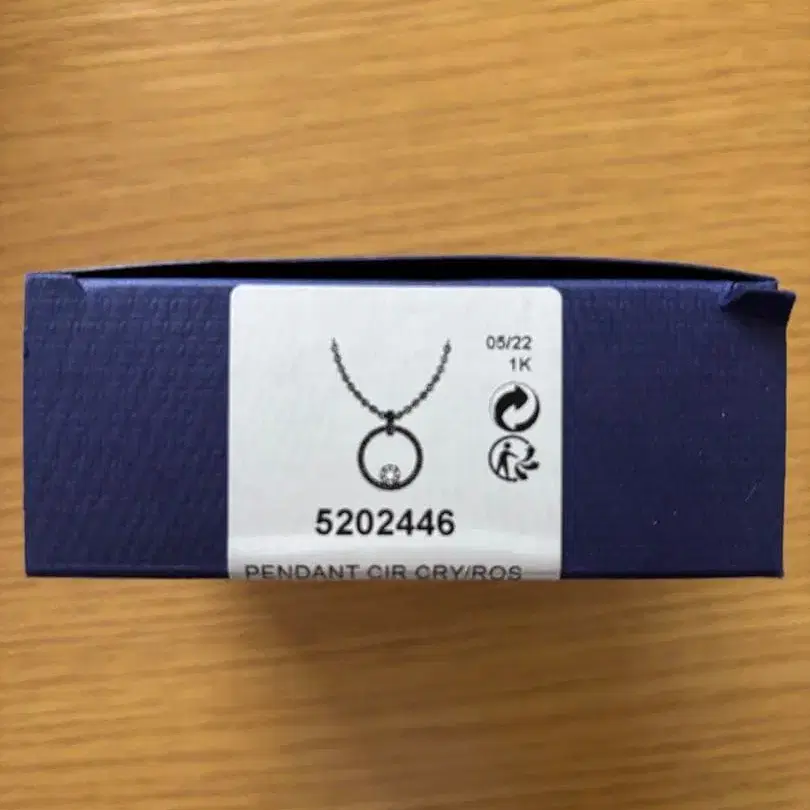 05/22
1K
5202446
PENDANT CIR CRY/ROS